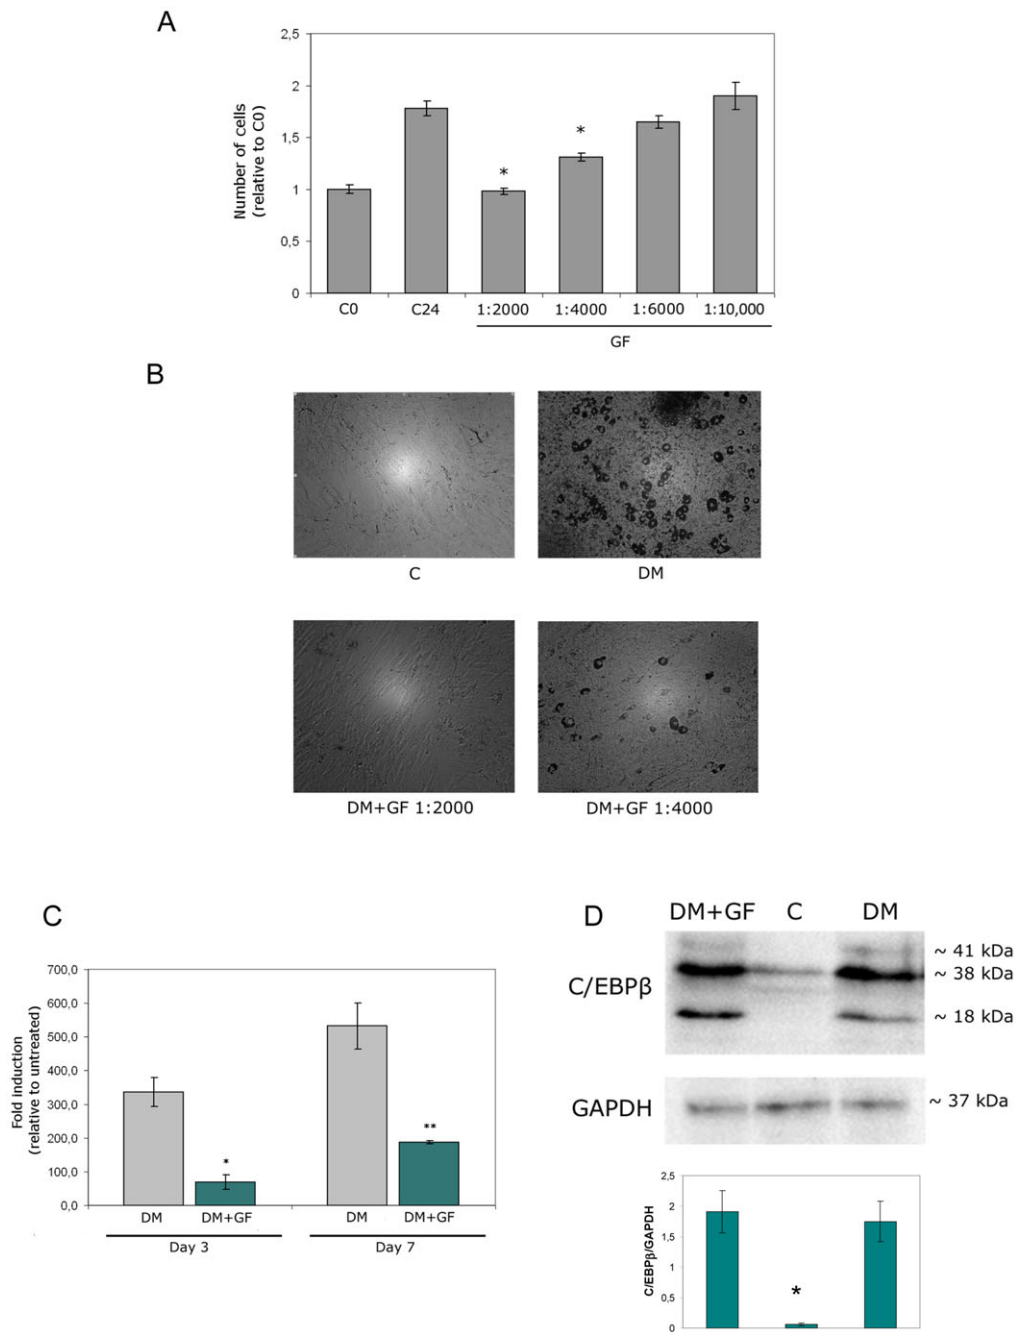 A
2,5
2
1,5
1
0,5
0
Number of cells
(relative to C0)
*
*
C0 C24 1:2000 1:4000 1:6000 1:10,000
GF
B
C DM
DM+GF 1:2000 DM+GF 1:4000
C
700,0
600,0
500,0
400,0
300,0
200,0
100,0
0,0
Fold induction
(relative to untreated)
*
**
DM DM+GF DM DM+GF
Day 3 Day 7
D
DM+GF C DM
C/EBPβ
~ 41 kDa
~ 38 kDa
~ 18 kDa
GAPDH
~ 37 kDa
2,5
2
1,5
1
0,5
0
C/EBPβ/GAPDH
*